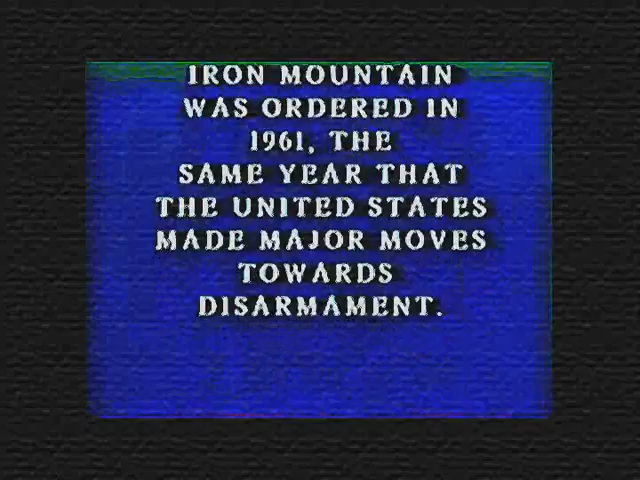 IRON MOUNTAIN
WAS ORDERED IN
1961, THE
SAME YEAR THAT
THE UNITED STATES
MADE MAJOR MOVES
TOWARDS
DISARMAMENT.